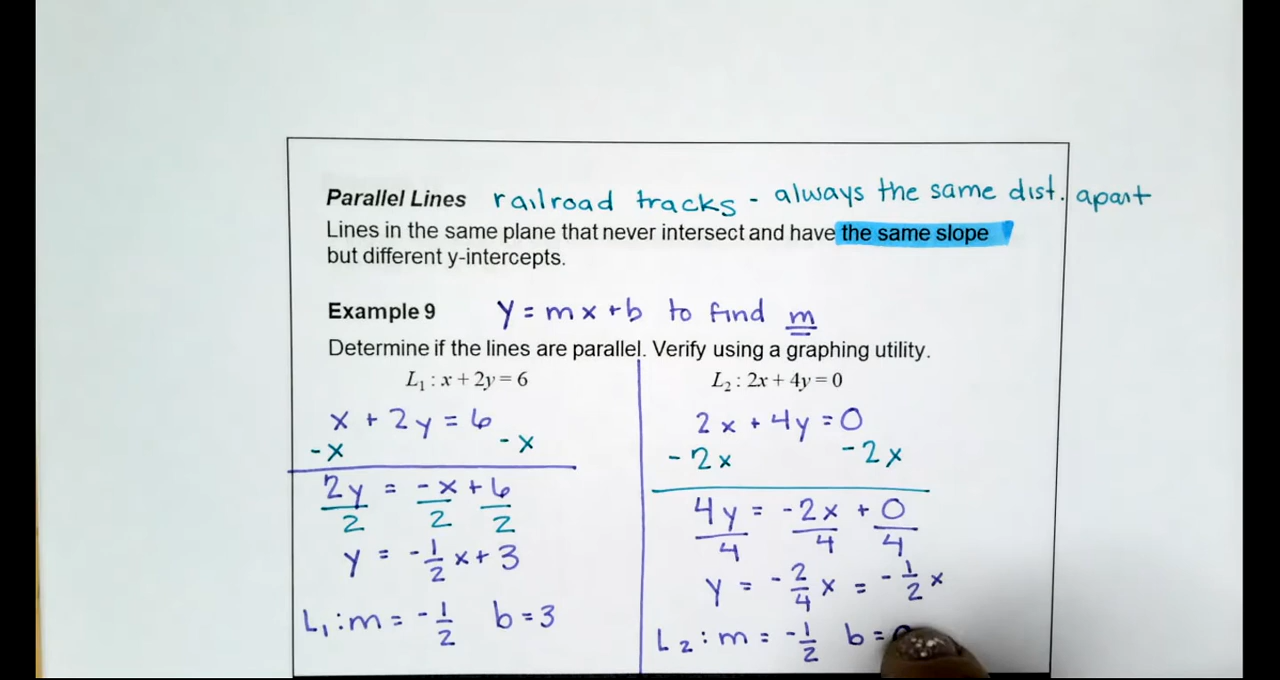 Parallel Lines railroad tracks - always the same dist. apart
Lines in the same plane that never intersect and have the same slope
but different y-intercepts.
Example 9 y = mx + b to find m
Determine if the lines are parallel. Verify using a graphing utility.
L₁ : x + 2y = 6
x + 2y = 6
-x -x
2y = -x + 6
2 2 2
y = -1/2 x + 3
L₁ : m = -1/2 b = 3
L₂ : 2x + 4y = 0
2x + 4y = 0
-2x -2x
4y = -2x + 0
4 4 4
y = -2/4 x = -1/2 x
L₂ : m = -1/2 b =